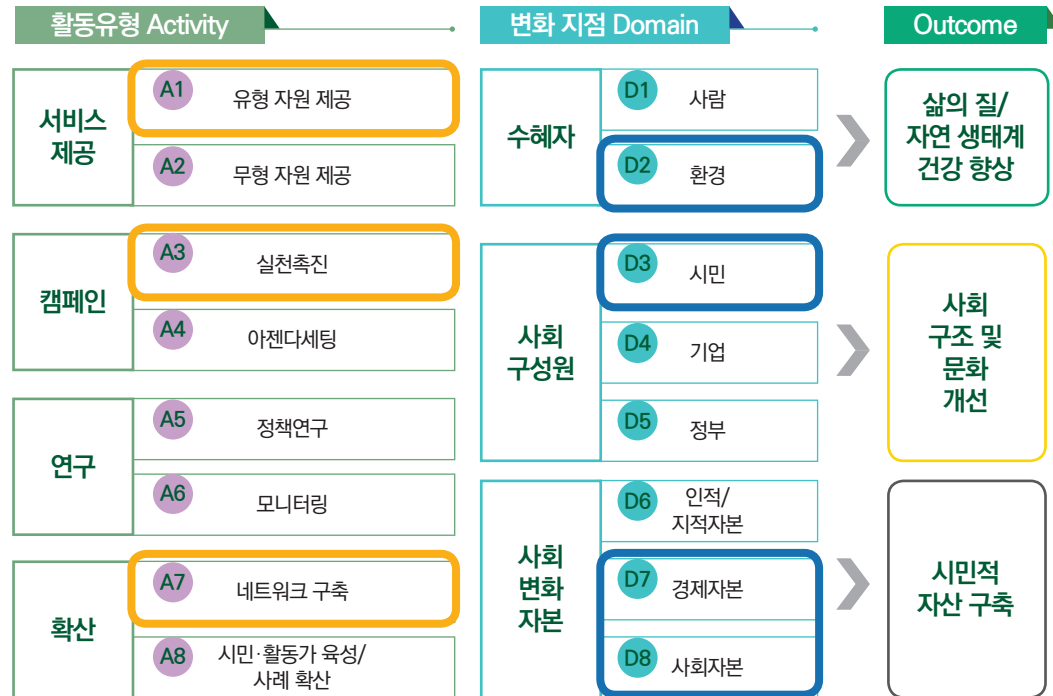 활동유형 Activity
서비스
제공
A1
유형 자원 제공
A2
무형 자원 제공
캠페인
A3
실천촉진
A4
아젠다세팅
연구
A5
정책연구
A6
모니터링
확산
A7
네트워크 구축
A8
시민·활동가 육성/
사례 확산
변화 지점 Domain
수혜자
D1
사람
D2
환경
사회
구성원
D3
시민
D4
기업
D5
정부
사회
변화
자본
D6
인적/
지적자본
D7
경제자본
D8
사회자본
Outcome
삶의 질/
자연 생태계
건강 향상
사회
구조 및
문화
개선
시민적
자산 구축